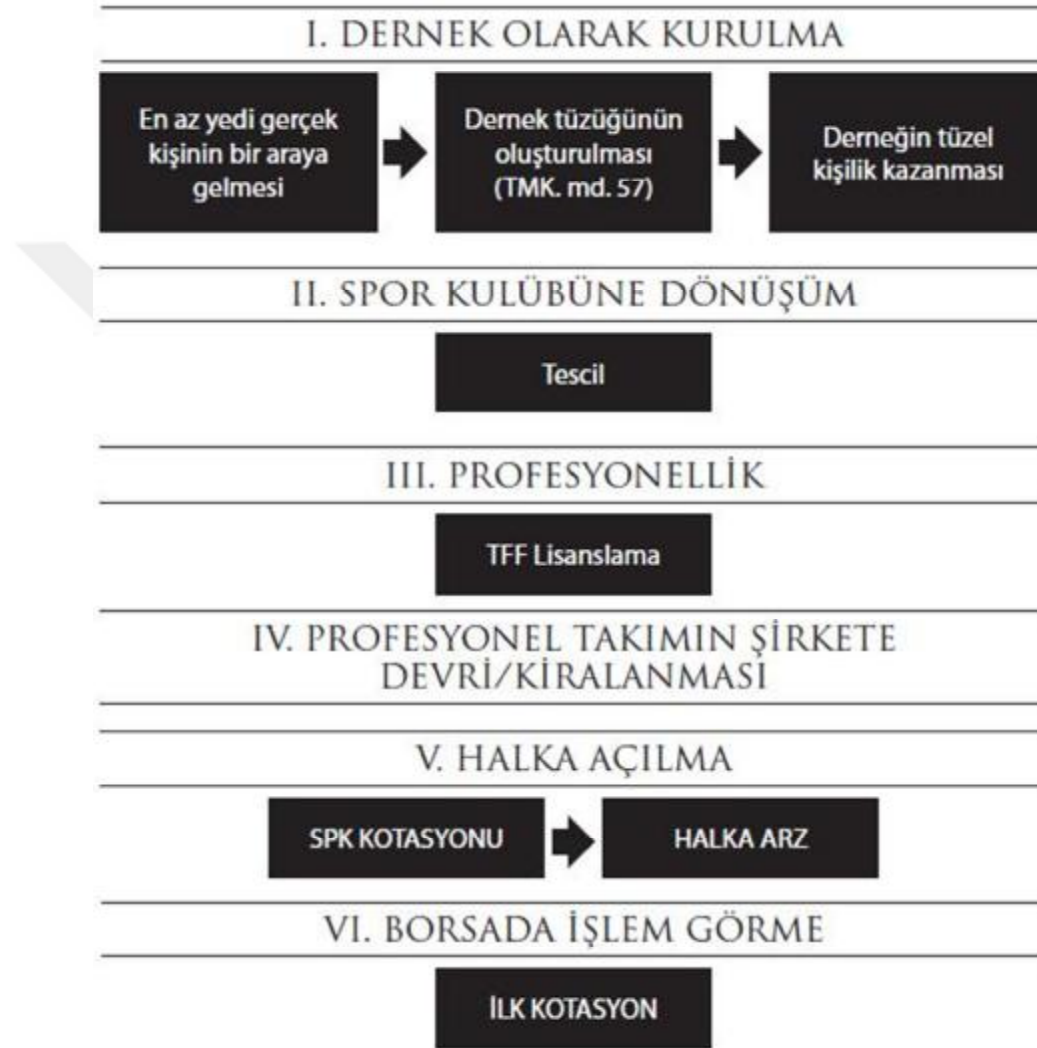 I. DERNEK OLARAK KURULMA
En az yedi gerçek
kişinin bir araya
gelmesi
Dernek tüzüğünün
oluşturulması
(TMK. md. 57)
Derneğin tüzel
kişilik kazanması
II. SPOR KULÜBÜNE DÖNÜŞÜM
Tescil
III. PROFESYONELLİK
TFF Lisanslama
IV. PROFESYONEL TAKIMIN ŞİRKETE
DEVRİ/KİRALANMASI
V. HALKA AÇILMA
SPK KOTASYONU
HALKA ARZ
VI. BORSADA İŞLEM GÖRME
İLK KOTASYON